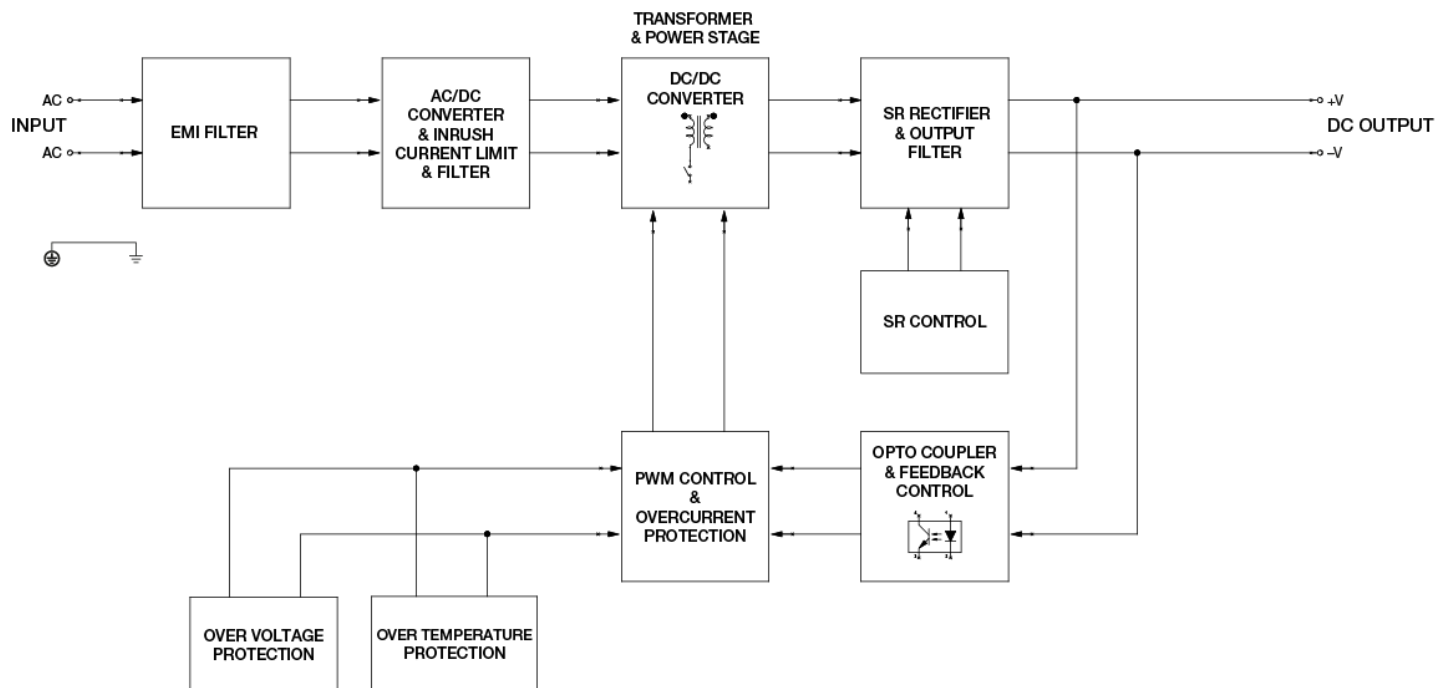 TRANSFORMER
& POWER STAGE
AC
INPUT
AC
EMI FILTER
AC/DC
CONVERTER
& INRUSH
CURRENT LIMIT
& FILTER
DC/DC
CONVERTER
SR RECTIFIER
& OUTPUT
FILTER
+V
DC OUTPUT
–V
SR CONTROL
PWM CONTROL
&
OVERCURRENT
PROTECTION
OPTO COUPLER
& FEEDBACK
CONTROL
OVER VOLTAGE
PROTECTION
OVER TEMPERATURE
PROTECTION